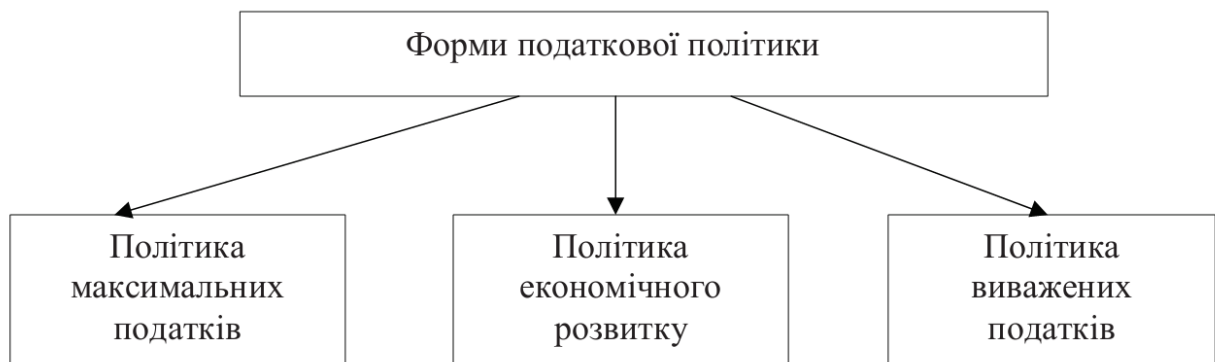 Форми податкової політики
Політика
максимальних
податків
Політика
економічного
розвитку
Політика
виважених
податків